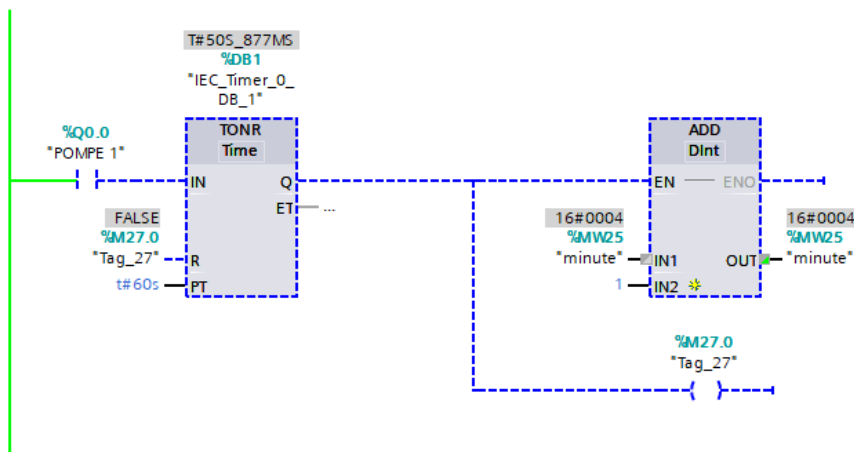 T#50S_877MS
%DB1
"IEC_Timer_0_
DB_1"
%Q0.0
"POMPE 1"
TONR
Time
IN
Q
ET
...
FALSE
%M27.0
"Tag_27"
R
t#60s
PT
ADD
DInt
EN
ENO
16#0004
%MW25
"minute"
IN1
1
IN2
OUT
16#0004
%MW25
"minute"
%M27.0
"Tag_27"